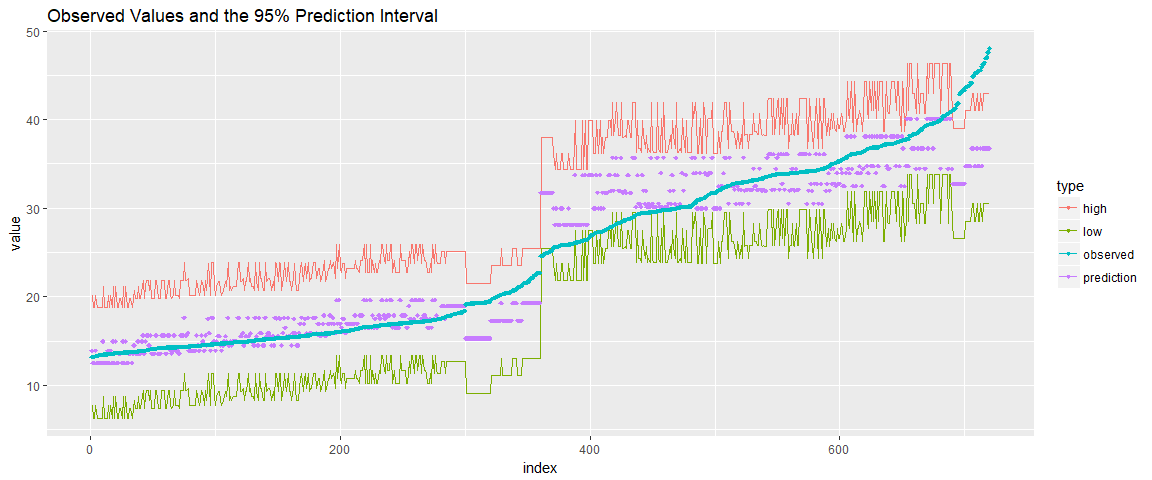 Observed Values and the 95% Prediction Interval
50
40
30
20
10
value
0
200
400
600
index
type
high
low
observed
prediction